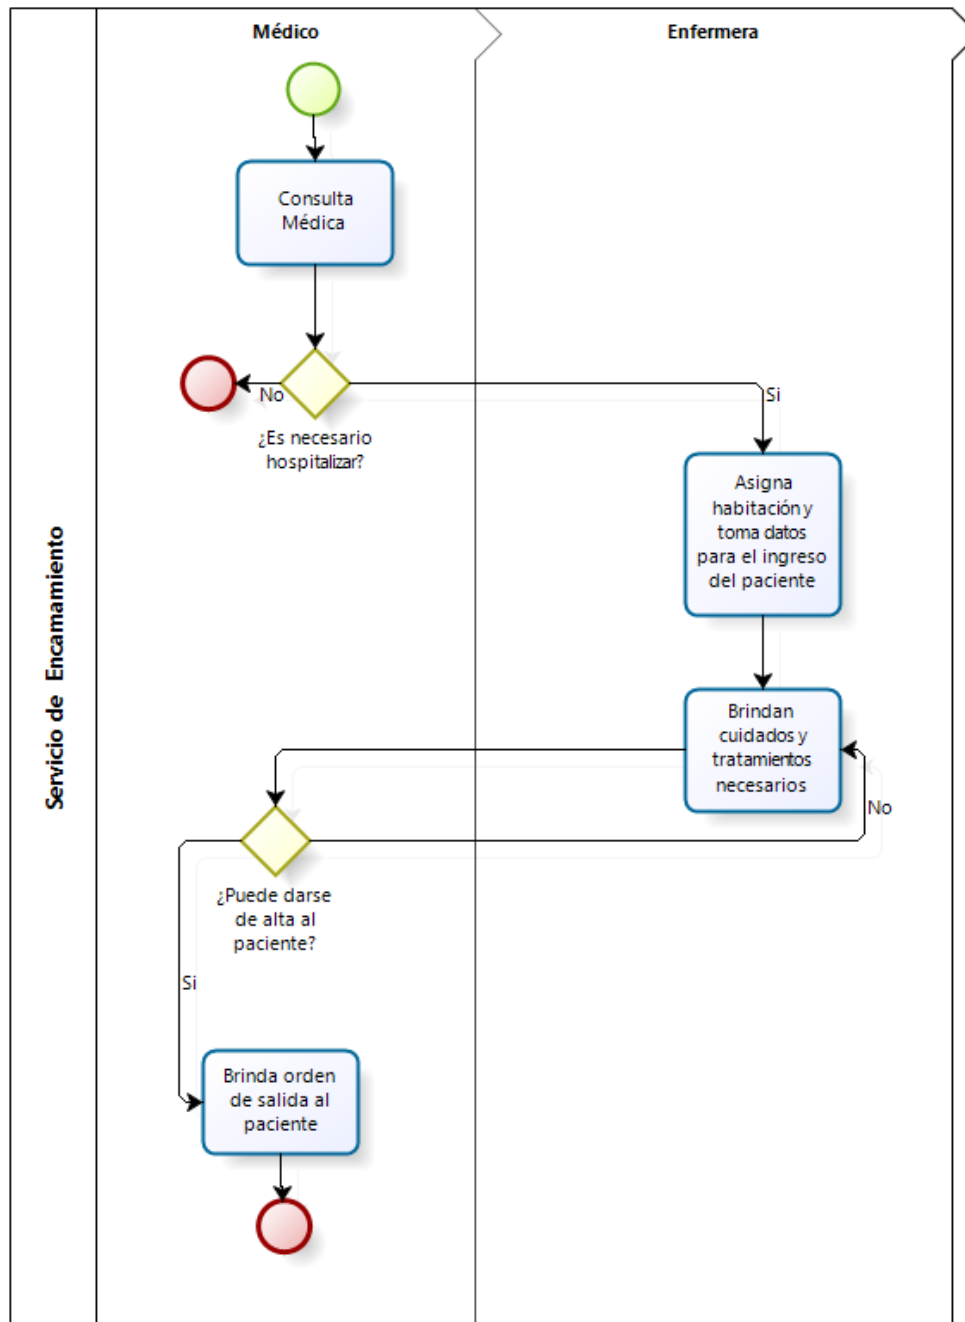 Médico
Enfermera
Servicio de Encamamiento
Consulta
Médica
No
Si
¿Es necesario
hospitalizar?
Asigna
habitación y
toma datos
para el ingreso
del paciente
Brindan
cuidados y
tratamientos
necesarios
No
¿Puede darse
de alta al
paciente?
Si
Brinda orden
de salida al
paciente